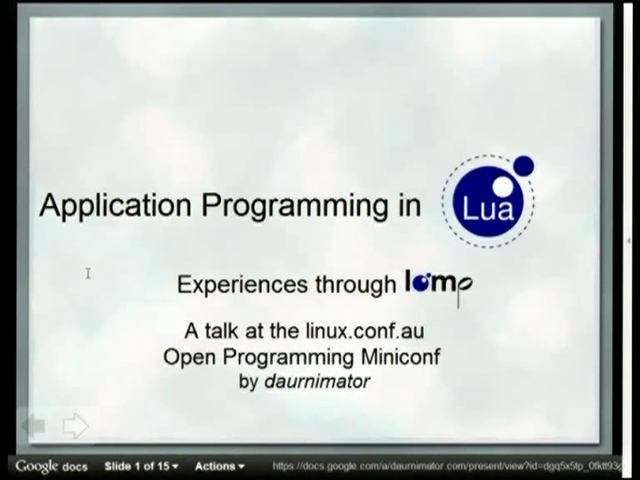 Application Programming in Lua
Experiences through lomp
A talk at the linux.conf.au
Open Programming Miniconf
by daurnimator
Google docs Slide 1 of 15 Actions